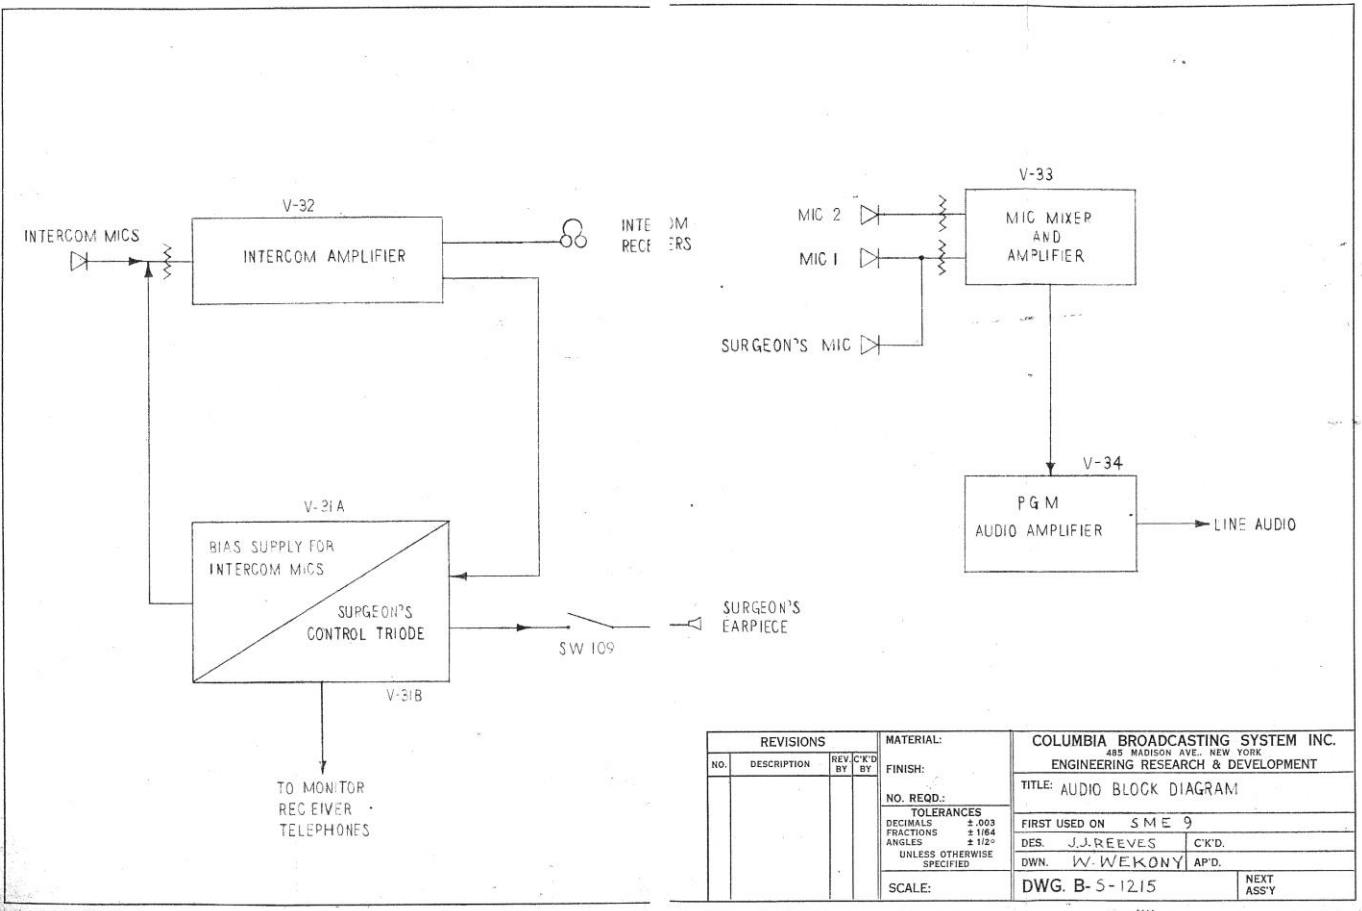 V-32
INTERCOM MICS
INTERCOM AMPLIFIER
INTE OM
RECE ERS
V-31A
BIAS SUPPLY FOR
INTERCOM MICS
SURGEON'S
CONTROL TRIODE
V-31B
SW 109
SURGEON'S
EARPIECE
TO MONITOR
RECEIVER
TELEPHONES
V-33
MIC 2
MIC 1
SURGEON'S MIC
MIC MIXER
AND
AMPLIFIER
V-34
PGM
AUDIO AMPLIFIER
LINE AUDIO
REVISIONS
NO. DESCRIPTION REV. BY C'K'D BY
MATERIAL:
FINISH:
NO. REQD.:
TOLERANCES
DECIMALS ± .003
FRACTIONS ± 1/64
ANGLES ± 1/2°
UNLESS OTHERWISE
SPECIFIED
SCALE:
COLUMBIA BROADCASTING SYSTEM INC.
485 MADISON AVE., NEW YORK
ENGINEERING RESEARCH & DEVELOPMENT
TITLE: AUDIO BLOCK DIAGRAM
FIRST USED ON SME 9
DES. J.J. REEVES C'K'D.
DWN. W. WEKONY AP'D.
DWG. B-S-1215 NEXT
ASS'Y